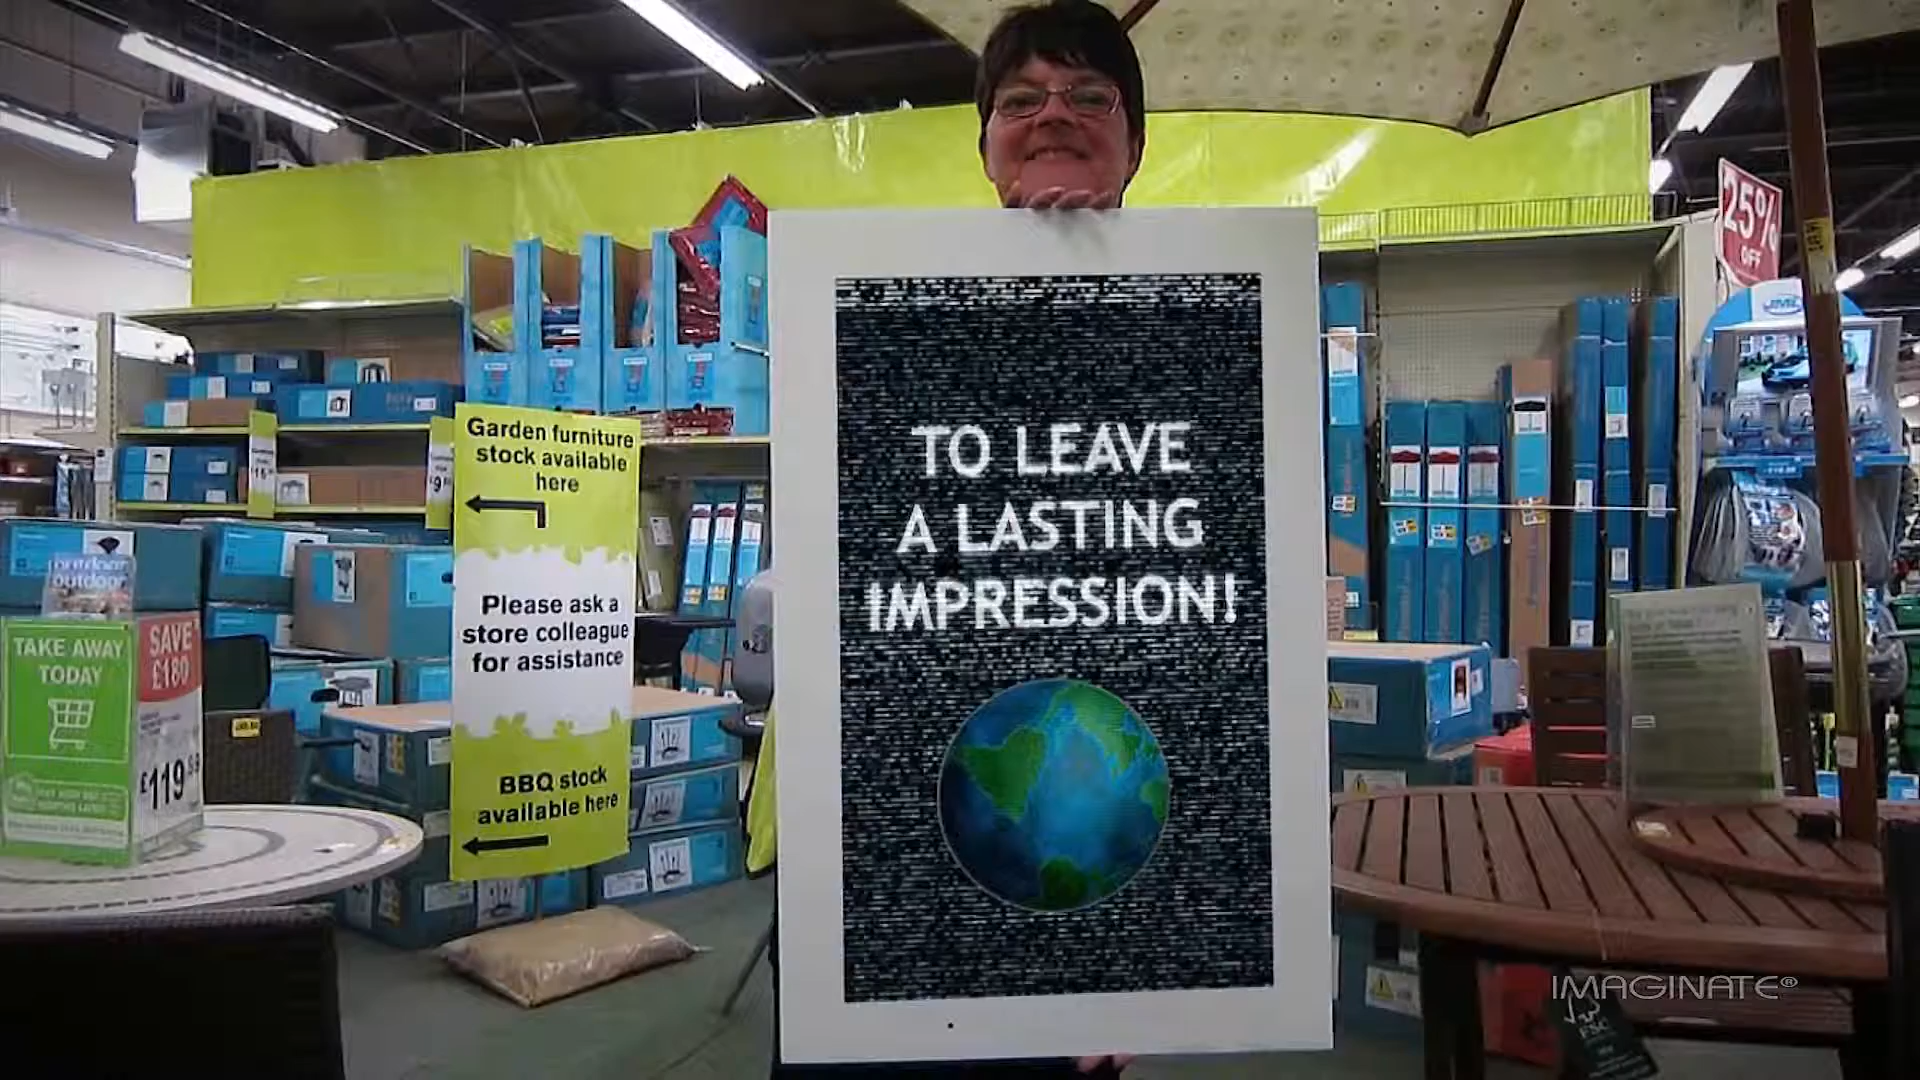 25%
OFF
Garden furniture
stock available
here
Please ask a
store colleague
for assistance
BBQ stock
available here
outdoor
TAKE AWAY
TODAY
SAVE
£180
£119
TO LEAVE
A LASTING
IMPRESSION!
IMAGINATE®
FSC